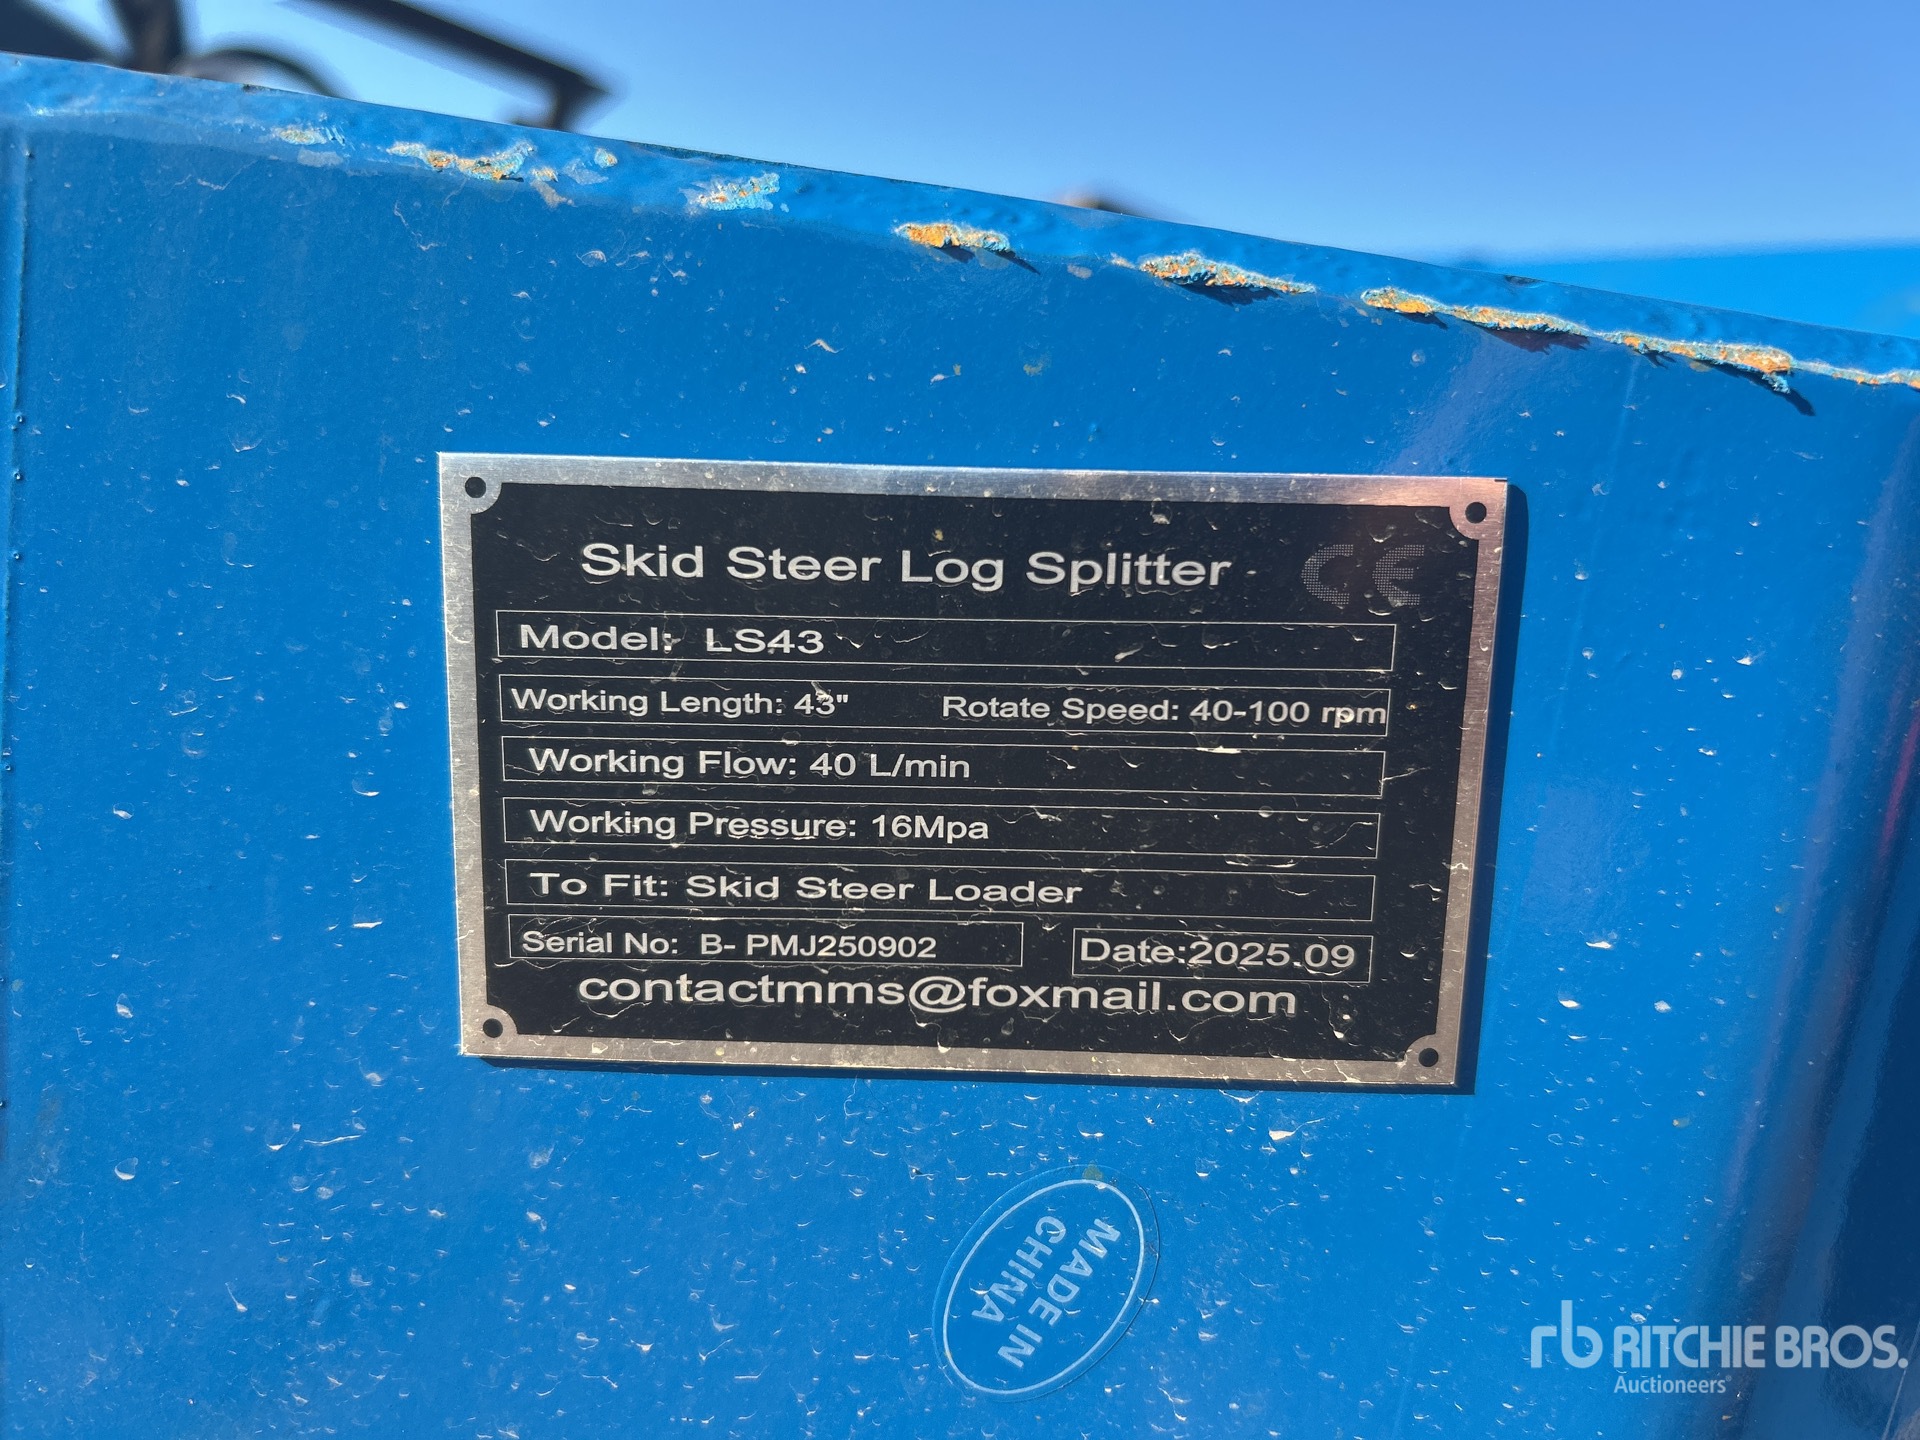 Skid Steer Log Splitter CE
Model: LS43
Working Length: 43" Rotate Speed: 40-100 rpm
Working Flow: 40 L/min
Working Pressure: 16Mpa
To Fit: Skid Steer Loader
Serial No: B- PMJ250902 Date:2025.09
contactmms@foxmail.com
MADE IN
CHINA
rb RITCHIE BROS.
Auctioneers